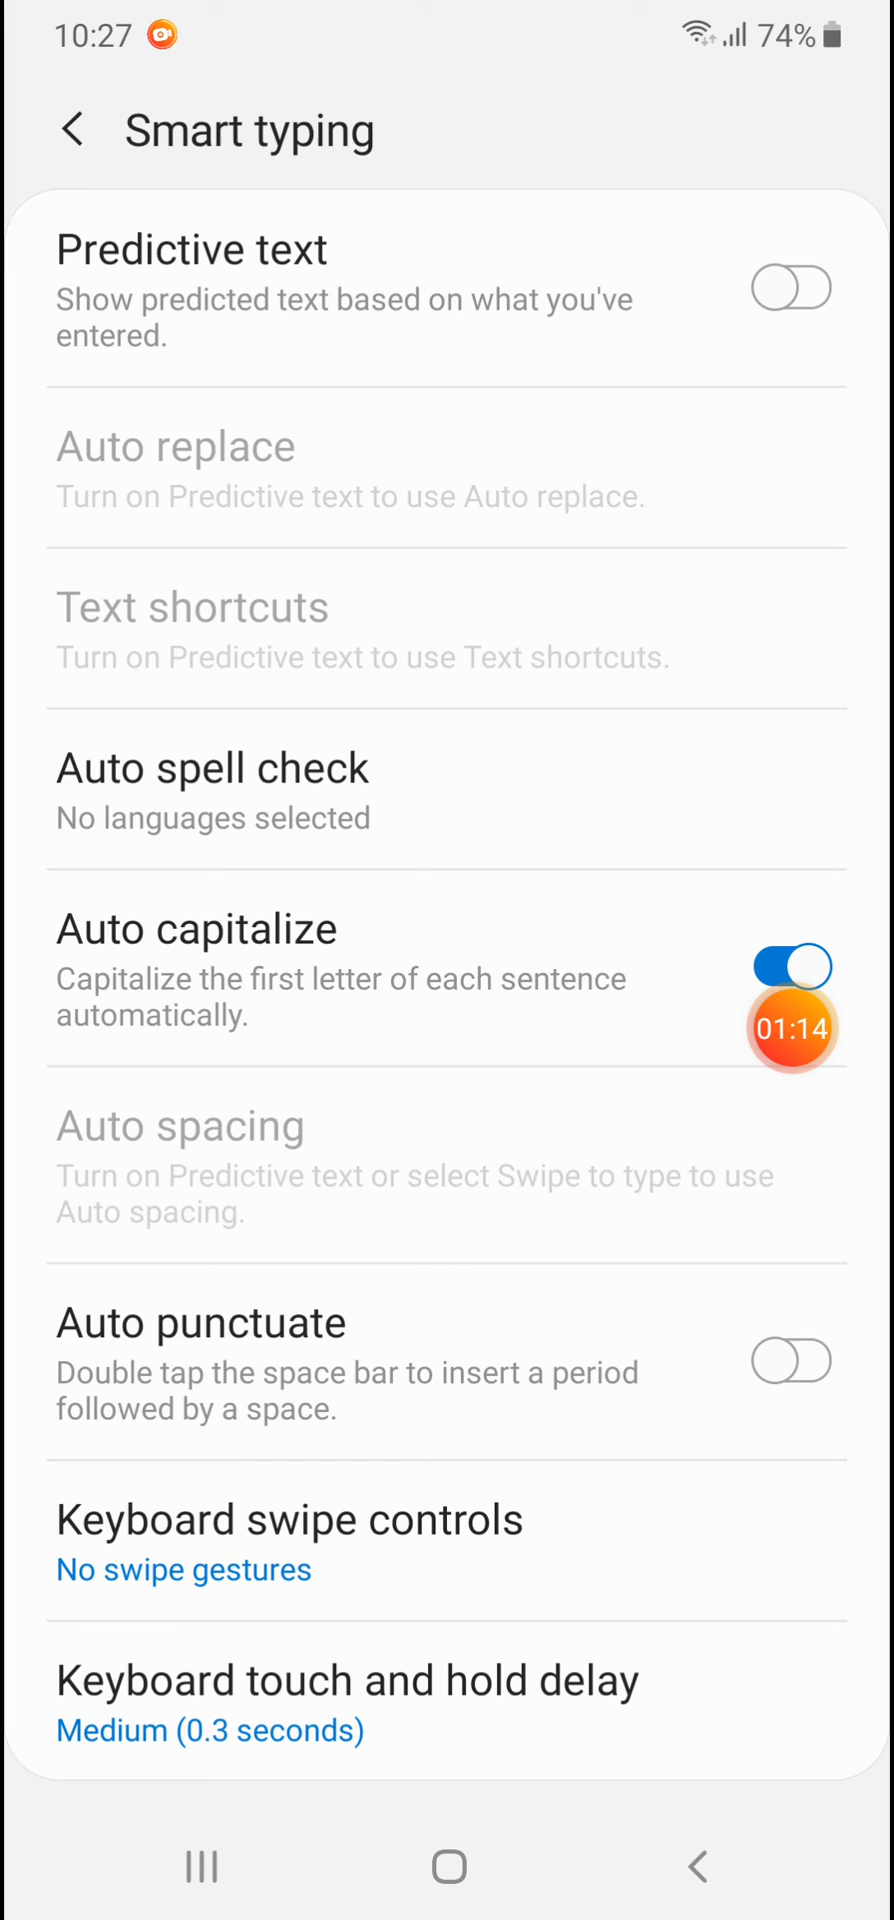 10:27
74%
Smart typing
Predictive text
Show predicted text based on what you've
entered.
Auto replace
Turn on Predictive text to use Auto replace.
Text shortcuts
Turn on Predictive text to use Text shortcuts.
Auto spell check
No languages selected
Auto capitalize
Capitalize the first letter of each sentence
automatically.
01:14
Auto spacing
Turn on Predictive text or select Swipe to type to use
Auto spacing.
Auto punctuate
Double tap the space bar to insert a period
followed by a space.
Keyboard swipe controls
No swipe gestures
Keyboard touch and hold delay
Medium (0.3 seconds)